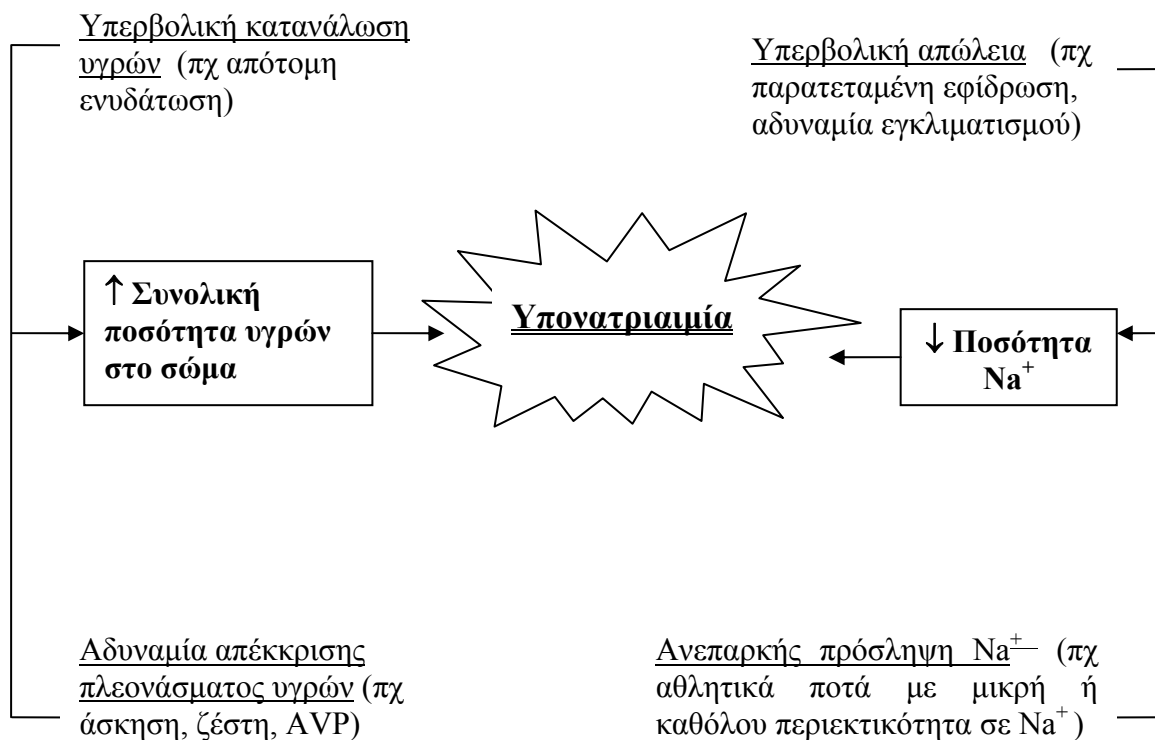 Υπερβολική κατανάλωση
υγρών (πχ απότομη
ενυδάτωση)
Υπερβολική απώλεια (πχ
παρατεταμένη εφίδρωση,
αδυναμία εγκλιματισμού)
↑ Συνολική
ποσότητα υγρών
στο σώμα
Υπονατριαιμία
↓ Ποσότητα
Na⁺
Αδυναμία απέκκρισης
πλεονάσματος υγρών (πχ
άσκηση, ζέστη, AVP)
Ανεπαρκής πρόσληψη Na⁺ (πχ
αθλητικά ποτά με μικρή ή
καθόλου περιεκτικότητα σε Na⁺)